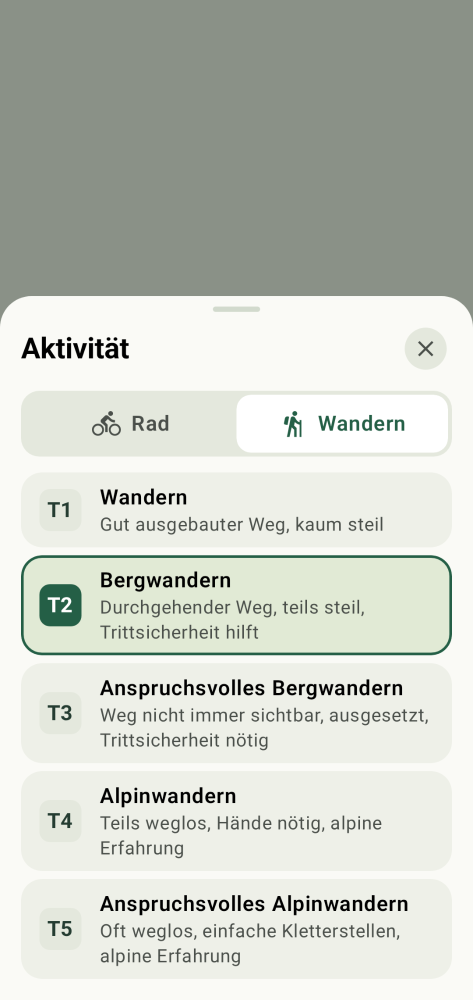 Aktivität
Rad
Wandern
T1
Wandern
Gut ausgebauter Weg, kaum steil
T2
Bergwandern
Durchgehender Weg, teils steil,
Trittsicherheit hilft
T3
Anspruchsvolles Bergwandern
Weg nicht immer sichtbar, ausgesetzt,
Trittsicherheit nötig
T4
Alpinwandern
Teils weglos, Hände nötig, alpine
Erfahrung
T5
Anspruchsvolles Alpinwandern
Oft weglos, einfache Kletterstellen,
alpine Erfahrung